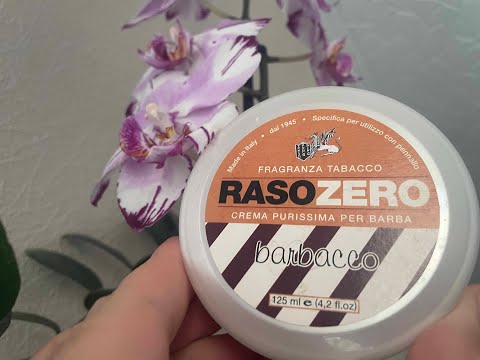 Made in Italy • dal 1945 • Specifica per utilizzo con pennello
FRAGRANZA TABACCO
RASOZERO
CREMA PURISSIMA PER BARBA
barbacco
125 ml e (4,2 fl.oz)